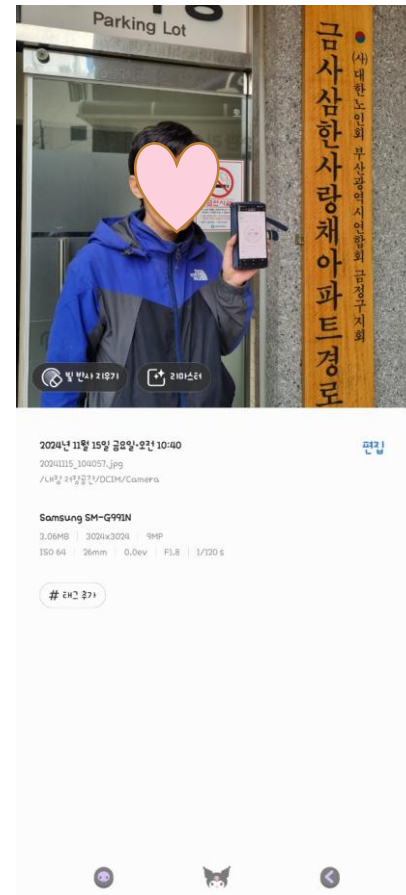 Parking Lot
금사삼한사랑채아파트경로
(사)대한노인회 부산광역시연합회 금정구지회
THE
NORTH
FACE
빛 반사 지우기
리마스터
2024년 11월 15일 금요일·오전 10:40
편집
20241115_104057.jpg
/내장 저장공간/DCIM/Camera
Samsung SM-G991N
3.06MB 3024x3024 9MP
ISO 64 26mm 0.0ev F1.8 1/120 s
# 태그 추가